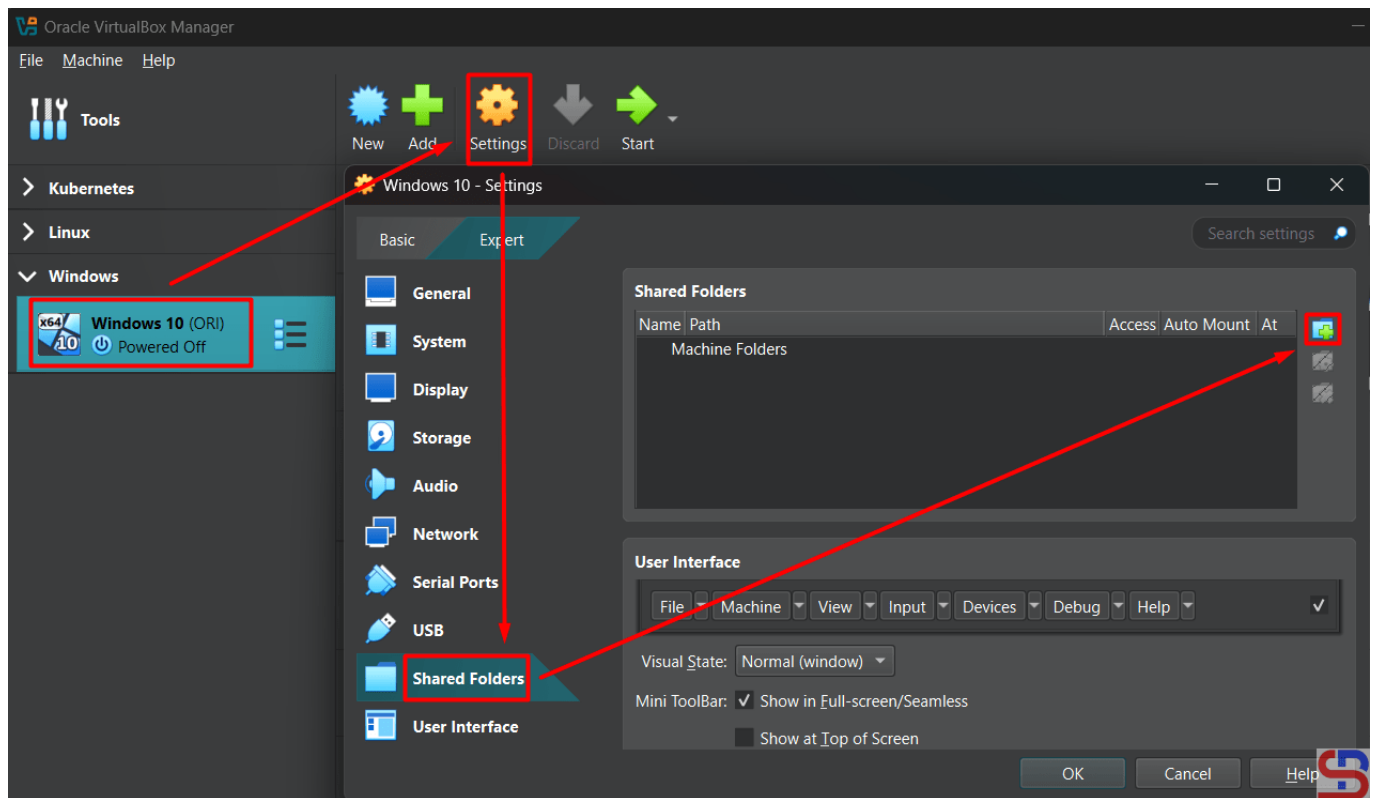 Oracle VirtualBox Manager
File Machine Help
Tools
New Add Settings Discard Start
Kubernetes
Linux
Windows
x64
10
Windows 10 (ORI)
Powered Off
Windows 10 - Settings
Basic Expert
Search settings
General
System
Display
Storage
Audio
Network
Serial Ports
USB
Shared Folders
User Interface
Shared Folders
Name Path Access Auto Mount At
Machine Folders
User Interface
File Machine View Input Devices Debug Help
Visual State: Normal (window)
Mini ToolBar: Show in Full-screen/Seamless
Show at Top of Screen
OK Cancel Help